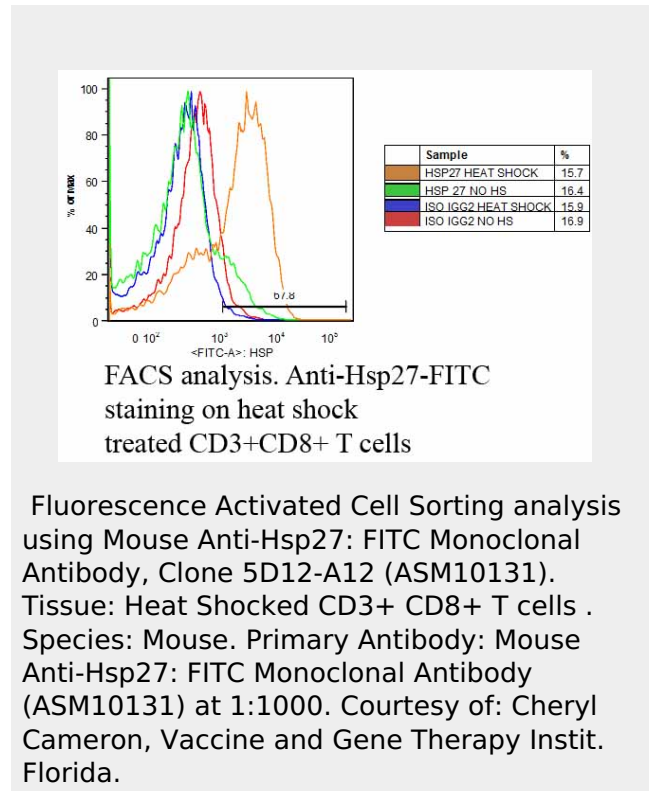 100
80
60
40
20
0
% of Max
67.8
0 10² 10³ 10⁴ 10⁵
<FITC-A>: HSP
Sample %
HSP27 HEAT SHOCK 15.7
HSP 27 NO HS 16.4
ISO IGG2 HEAT SHOCK 15.9
ISO IGG2 NO HS 16.9
FACS analysis. Anti-Hsp27-FITC
staining on heat shock
treated CD3+CD8+ T cells
Fluorescence Activated Cell Sorting analysis
using Mouse Anti-Hsp27: FITC Monoclonal
Antibody, Clone 5D12-A12 (ASM10131).
Tissue: Heat Shocked CD3+ CD8+ T cells .
Species: Mouse. Primary Antibody: Mouse
Anti-Hsp27: FITC Monoclonal Antibody
(ASM10131) at 1:1000. Courtesy of: Cheryl
Cameron, Vaccine and Gene Therapy Instit.
Florida.